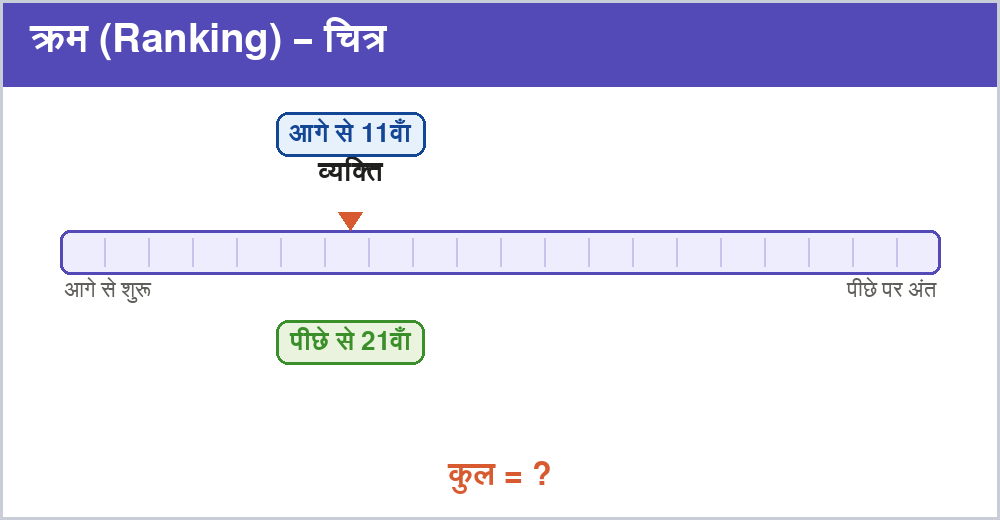 क्रम (Ranking) – चित्र
आगे से 11वाँ
व्यक्ति
आगे से शुरू
पीछे पर अंत
पीछे से 21वाँ
कुल = ?